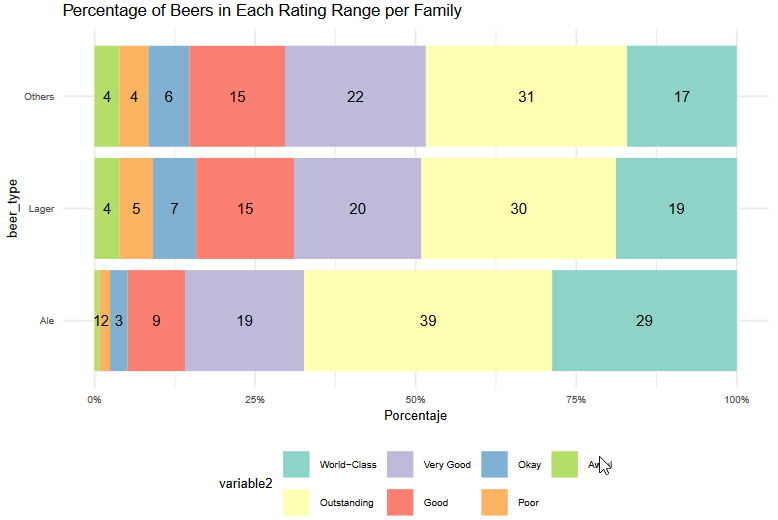 Percentage of Beers in Each Rating Range per Family
beer_type
Others
4 4 6 15 22 31 17
Lager
4 5 7 15 20 30 19
Ale
1 2 3 9 19 39 29
0% 25% 50% 75% 100%
Porcentaje
variable2
World-Class Very Good Okay
Outstanding Good Poor